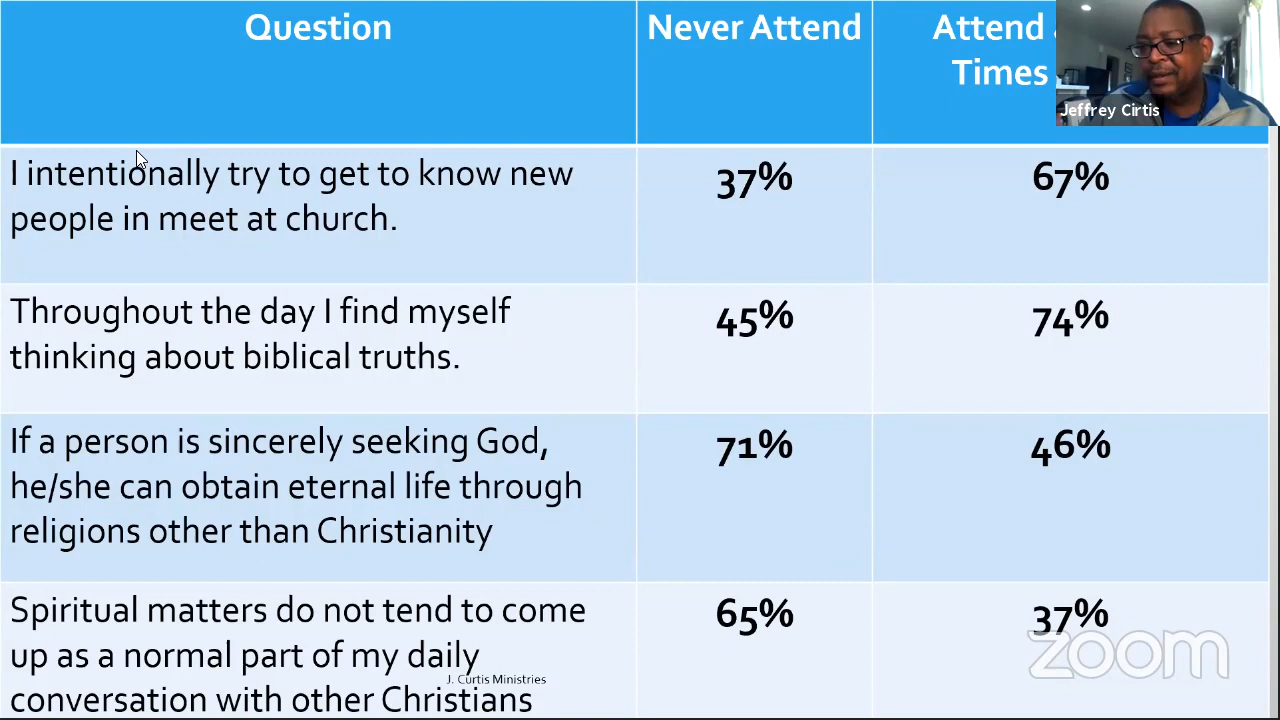 Question
Never Attend
Attend
Times
Jeffrey Cirtis
I intentionally try to get to know new
people in meet at church.
37%
67%
Throughout the day I find myself
thinking about biblical truths.
45%
74%
If a person is sincerely seeking God,
he/she can obtain eternal life through
religions other than Christianity
71%
46%
Spiritual matters do not tend to come
up as a normal part of my daily
conversation with other Christians
65%
37%
J. Curtis Ministries
zoom